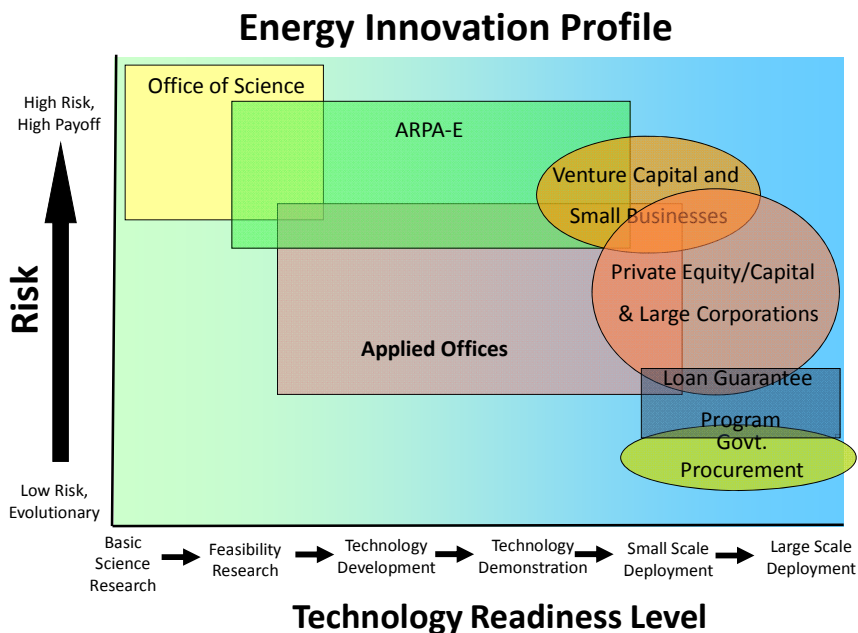 Energy Innovation Profile
Office of Science
High Risk,
High Payoff
ARPA-E
Venture Capital and
Small Businesses
Private Equity/Capital
& Large Corporations
Risk
Applied Offices
Loan Guarantee
Program
Govt.
Procurement
Low Risk,
Evolutionary
Basic
Science
Research
Feasibility
Research
Technology
Development
Technology
Demonstration
Small Scale
Deployment
Large Scale
Deployment
Technology Readiness Level